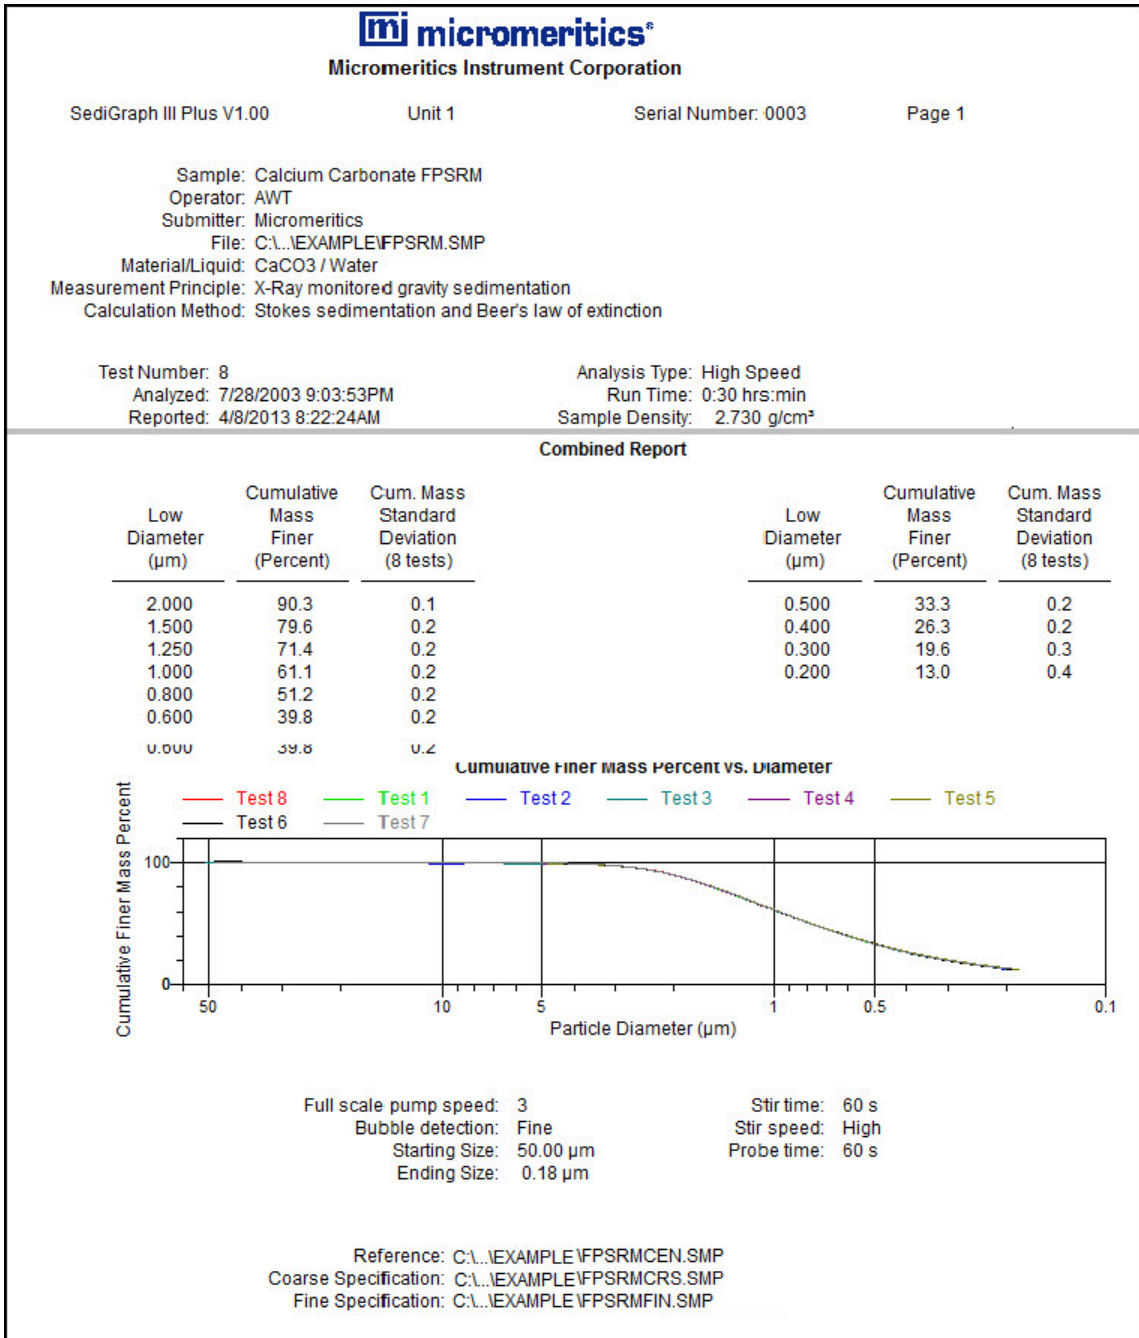 mi micromeritics®
Micromeritics Instrument Corporation
SediGraph III Plus V1.00 Unit 1 Serial Number: 0003 Page 1
Sample: Calcium Carbonate FPSRM
Operator: AWT
Submitter: Micromeritics
File: C:\...\EXAMPLE\FPSRM.SMP
Material/Liquid: CaCO3 / Water
Measurement Principle: X-Ray monitored gravity sedimentation
Calculation Method: Stokes sedimentation and Beer's law of extinction
Test Number: 8 Analysis Type: High Speed
Analyzed: 7/28/2003 9:03:53PM Run Time: 0:30 hrs:min
Reported: 4/8/2013 8:22:24AM Sample Density: 2.730 g/cm³
Combined Report
Cumulative Cum. Mass Cumulative Cum. Mass
Low Mass Standard Low Mass Standard
Diameter Finer Deviation Diameter Finer Deviation
(µm) (Percent) (8 tests) (µm) (Percent) (8 tests)
2.000 90.3 0.1 0.500 33.3 0.2
1.500 79.6 0.2 0.400 26.3 0.2
1.250 71.4 0.2 0.300 19.6 0.3
1.000 61.1 0.2 0.200 13.0 0.4
0.800 51.2 0.2
0.600 39.8 0.2
0.600 39.8 0.2
Cumulative Finer Mass Percent vs. Diameter
Test 8 Test 1 Test 2 Test 3 Test 4 Test 5
Test 6 Test 7
Cumulative Finer Mass Percent
100
0
50 10 5 1 0.5 0.1
Particle Diameter (µm)
Full scale pump speed: 3 Stir time: 60 s
Bubble detection: Fine Stir speed: High
Starting Size: 50.00 µm Probe time: 60 s
Ending Size: 0.18 µm
Reference: C:\...\EXAMPLE\FPSRMCEN.SMP
Coarse Specification: C:\...\EXAMPLE\FPSRMCRS.SMP
Fine Specification: C:\...\EXAMPLE\FPSRMFIN.SMP